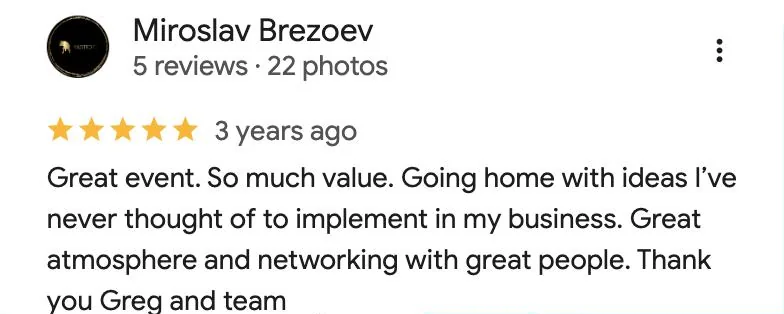 Miroslav Brezoev
5 reviews · 22 photos
3 years ago
Great event. So much value. Going home with ideas I’ve
never thought of to implement in my business. Great
atmosphere and networking with great people. Thank
you Greg and team